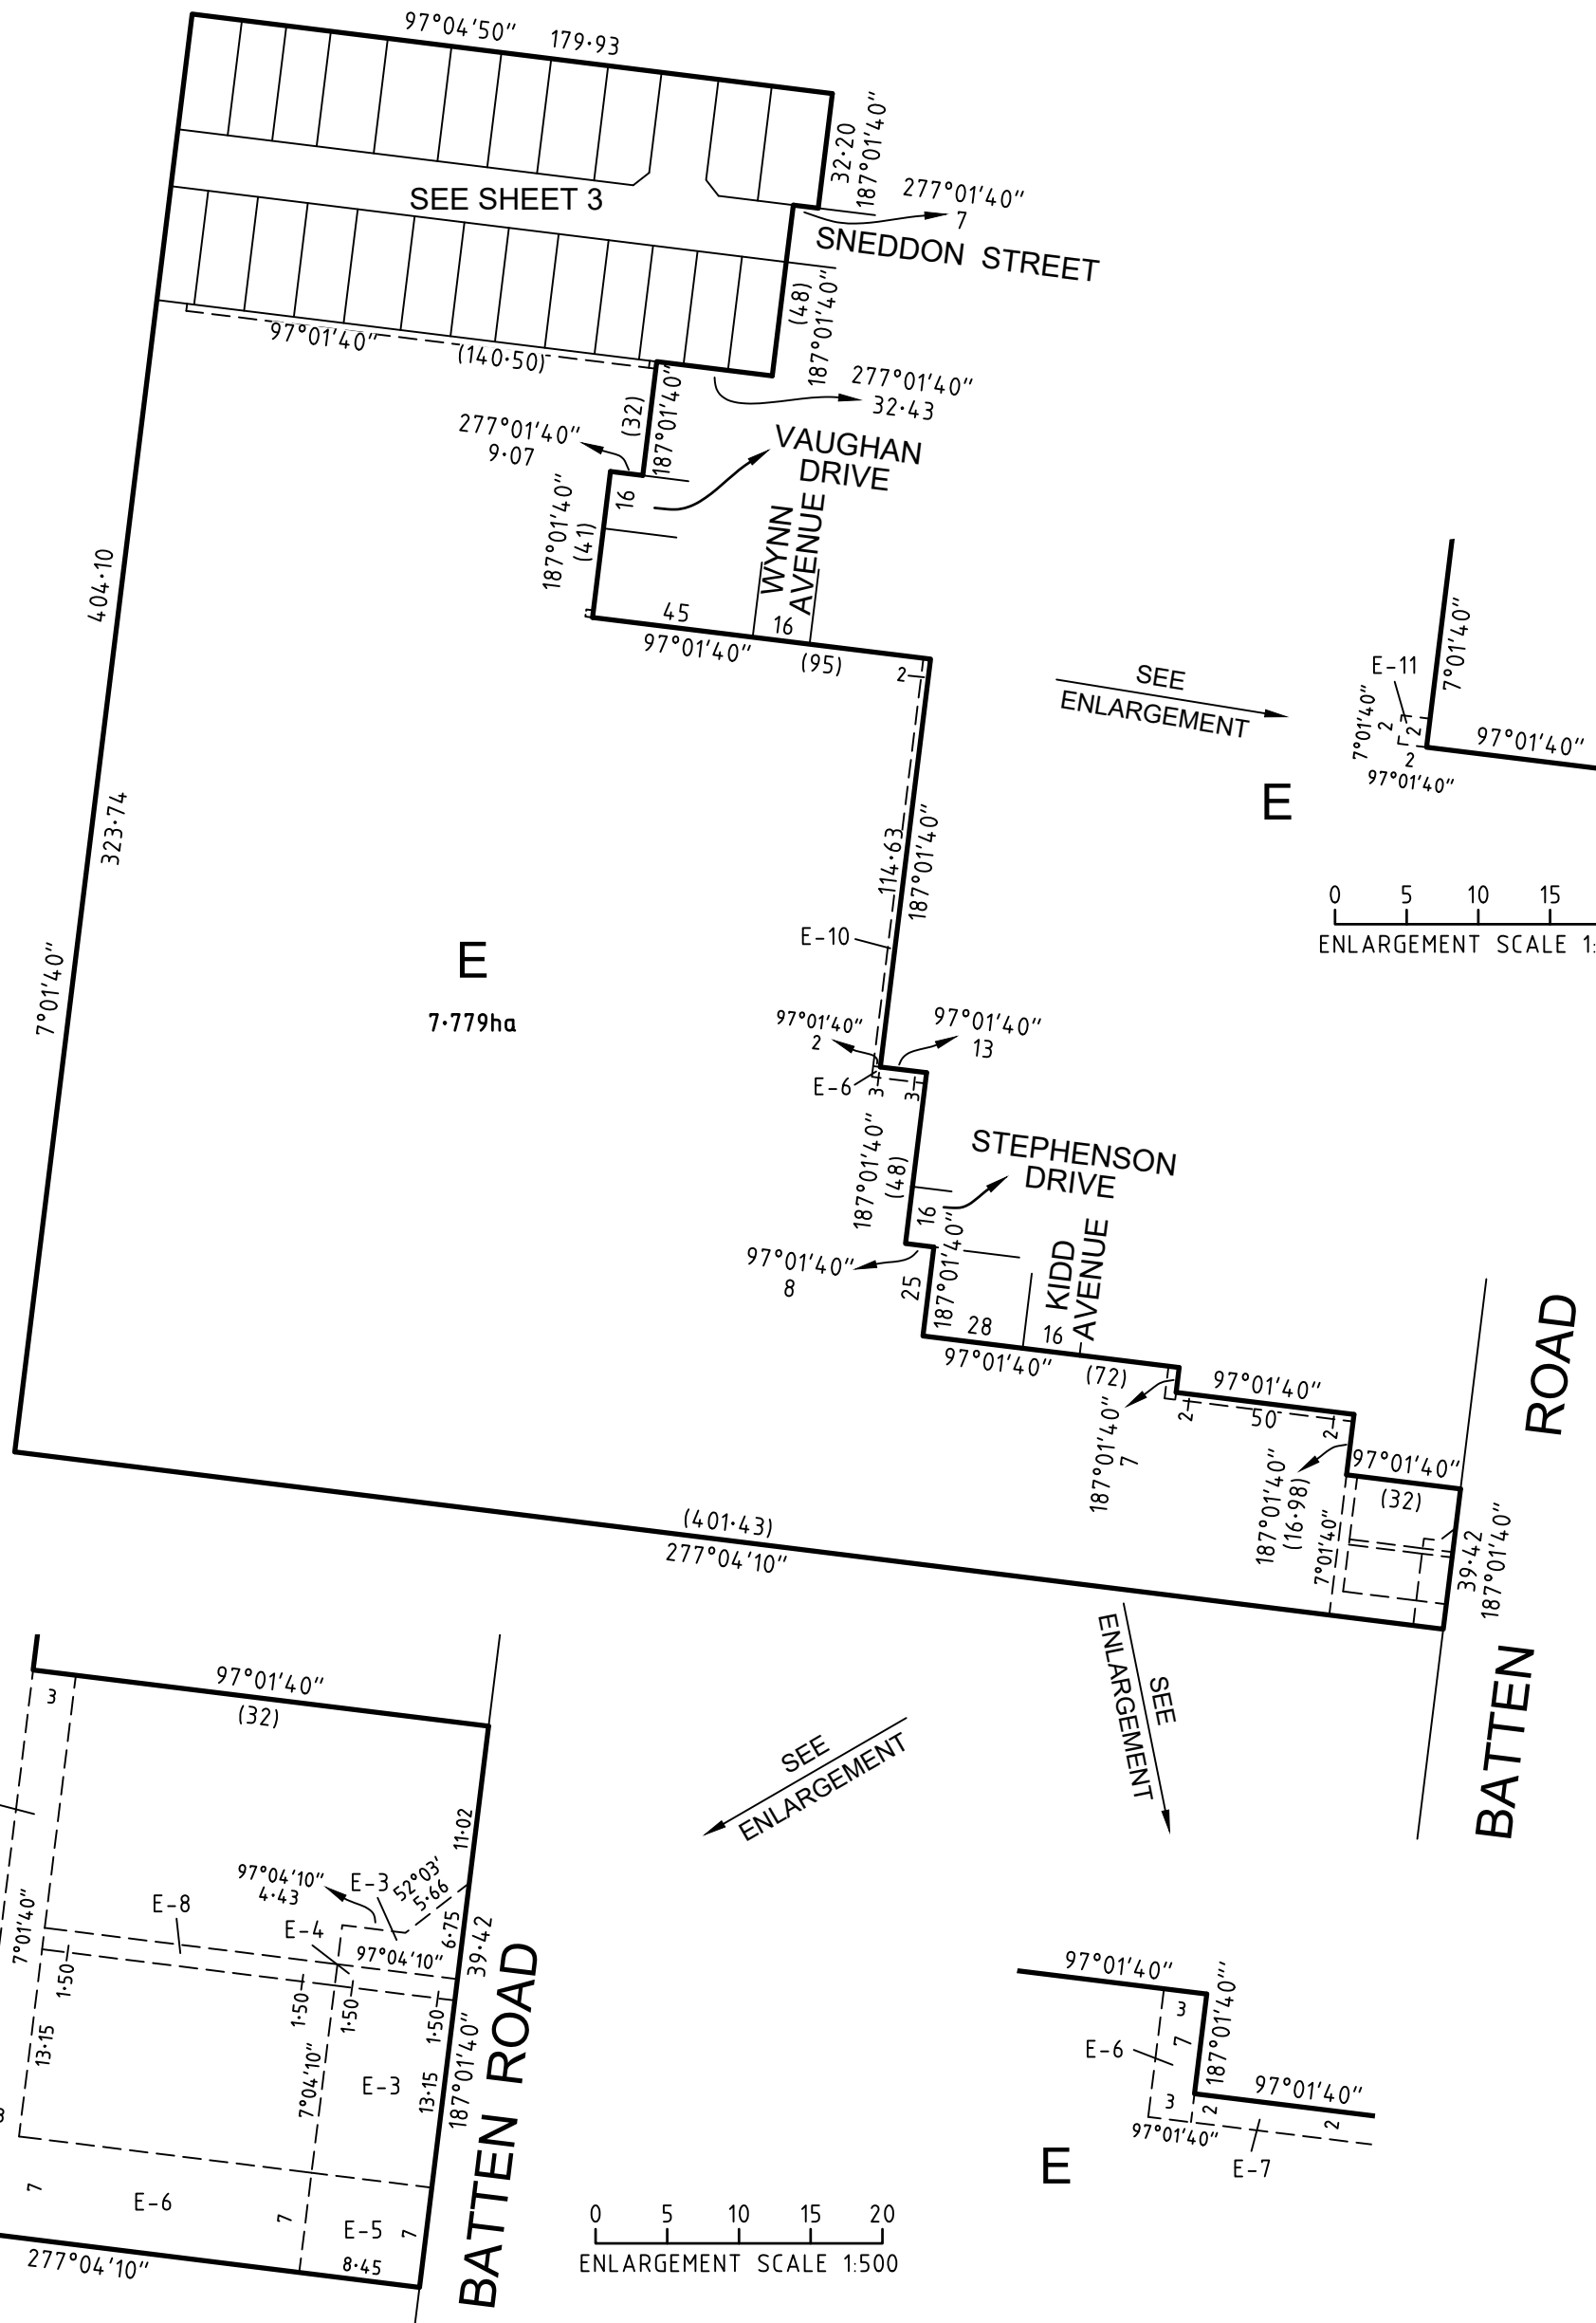 97°04'50" 179·93
32·20
187°01'40"
SEE SHEET 3
277°01'40"
7
SNEDDON STREET
(48)
187°01'40"
97°01'40" (140·50)
277°01'40"
32·43
(32)
187°01'40"
277°01'40"
9·07
VAUGHAN
DRIVE
16
187°01'40"
(41)
WYNN
AVENUE
404·10
45
16
97°01'40" (95)
2
SEE
ENLARGEMENT
E-11
7°01'40"
7°01'40"
2
2
2
97°01'40"
97°01'40"
E
323·74
114·63
187°01'40"
0 5 10 15
ENLARGEMENT SCALE 1:
E-10
E
7·779ha
7°01'40"
97°01'40"
2
97°01'40"
13
E-6
3
3
187°01'40"
(48)
STEPHENSON
DRIVE
16
97°01'40"
8
25
187°01'40"
KIDD
AVENUE
28
16
97°01'40" (72)
187°01'40"
7
97°01'40"
2
50
2
187°01'40"
(16·98)
97°01'40"
(32)
7°01'40"
39·42
187°01'40"
BATTEN ROAD
(401·43)
277°04'10"
SEE
ENLARGEMENT
SEE
ENLARGEMENT
97°01'40"
(32)
3
11·02
97°04'10"
4·43
E-3
52°03'
5·66
E-8
E-4
6·75
39·42
97°04'10"
7°01'40"
1·50
1·50
1·50
1·50
13·15
7°04'10"
E-3
13·15
187°01'40"
BATTEN ROAD
7
E-6
7
E-5
7
8·45
277°04'10"
0 5 10 15 20
ENLARGEMENT SCALE 1:500
97°01'40"
3
7
187°01'40"'
E-6
3
2
97°01'40"
2
97°01'40"
E-7
E